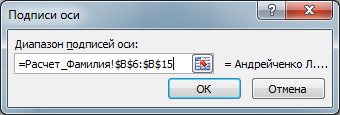 Подписи оси
Диапазон подписей оси:
=Расчет_Фамилия!$B$6:$B$15 = Андрейченко Л....
ОК Отмена